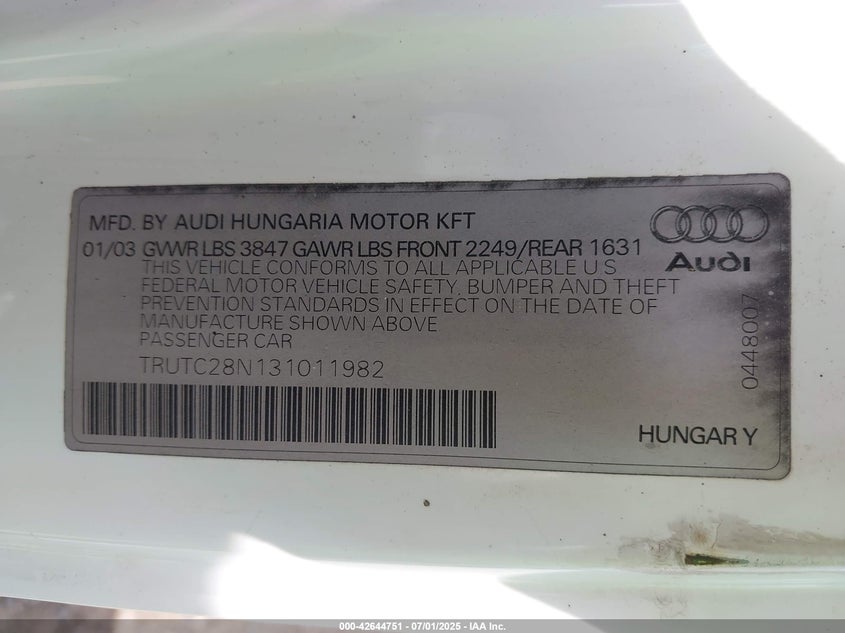 MFD. BY AUDI HUNGARIA MOTOR KFT
01/03 GVWR LBS 3847 GAWR LBS FRONT 2249/REAR 1631
THIS VEHICLE CONFORMS TO ALL APPLICABLE U S
FEDERAL MOTOR VEHICLE SAFETY, BUMPER AND THEFT
PREVENTION STANDARDS IN EFFECT ON THE DATE OF
MANUFACTURE SHOWN ABOVE
PASSENGER CAR
TRUTC28N131011982
Audi
0448007
HUNGARY
000-42644751 - 07/01/2025 - IAA Inc.